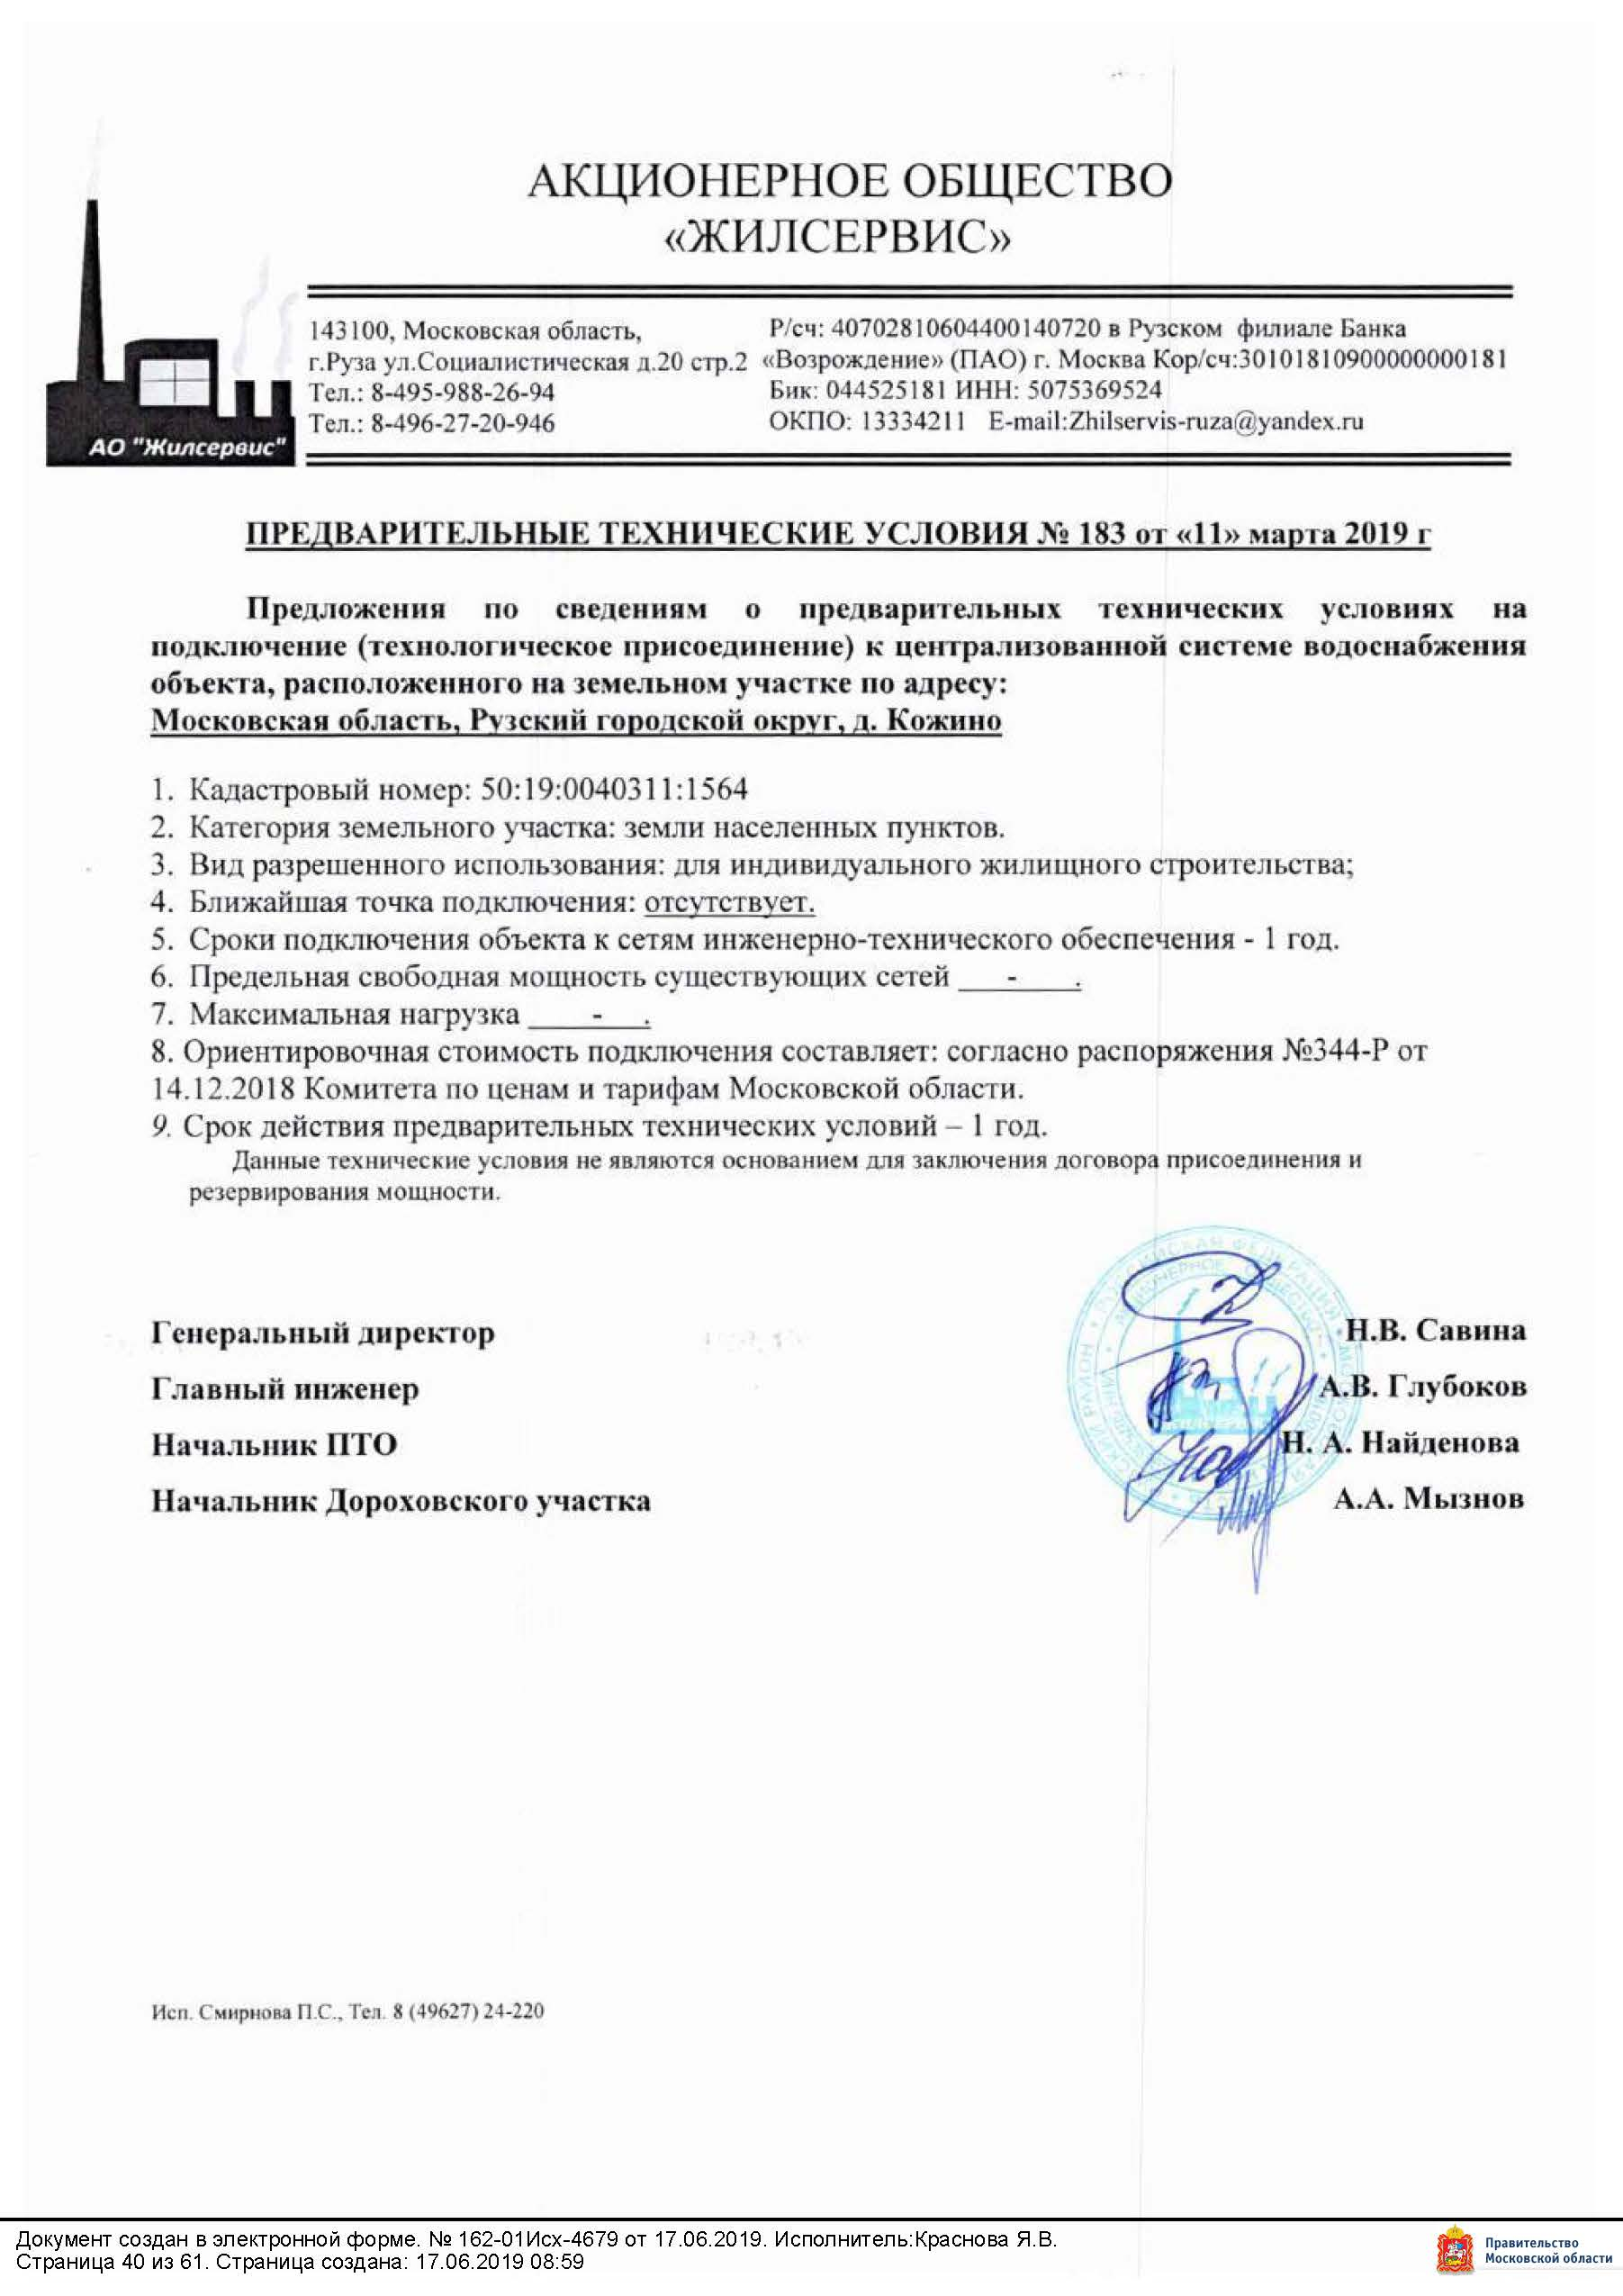 АКЦИОНЕРНОЕ ОБЩЕСТВО
«ЖИЛСЕРВИС»
АО "Жилсервис"
143100, Московская область,
г.Руза ул.Социалистическая д.20 стр.2
Тел.: 8-495-988-26-94
Тел.: 8-496-27-20-946
Р/сч: 40702810604400140720 в Рузском филиале Банка
«Возрождение» (ПАО) г. Москва Кор/сч:30101810900000000181
Бик: 044525181 ИНН: 5075369524
ОКПО: 13334211 E-mail:Zhilservis-ruza@yandex.ru
ПРЕДВАРИТЕЛЬНЫЕ ТЕХНИЧЕСКИЕ УСЛОВИЯ № 183 от «11» марта 2019 г
Предложения по сведениям о предварительных технических условиях на
подключение (технологическое присоединение) к централизованной системе водоснабжения
объекта, расположенного на земельном участке по адресу:
Московская область, Рузский городской округ, д. Кожино
1. Кадастровый номер: 50:19:0040311:1564
2. Категория земельного участка: земли населенных пунктов.
3. Вид разрешенного использования: для индивидуального жилищного строительства;
4. Ближайшая точка подключения: отсутствует.
5. Сроки подключения объекта к сетям инженерно-технического обеспечения - 1 год.
6. Предельная свободная мощность существующих сетей ___-____.
7. Максимальная нагрузка ____-__.
8. Ориентировочная стоимость подключения составляет: согласно распоряжения №344-Р от
14.12.2018 Комитета по ценам и тарифам Московской области.
9. Срок действия предварительных технических условий – 1 год.
Данные технические условия не являются основанием для заключения договора присоединения и
резервирования мощности.
Генеральный директор Н.В. Савина
Главный инженер А.В. Глубоков
Начальник ПТО Н. А. Найденова
Начальник Дороховского участка А.А. Мызнов
Исп. Смирнова П.С., Тел. 8 (49627) 24-220
Документ создан в электронной форме. № 162-01Исх-4679 от 17.06.2019. Исполнитель:Краснова Я.В.
Страница 40 из 61. Страница создана: 17.06.2019 08:59
Правительство
Московской области